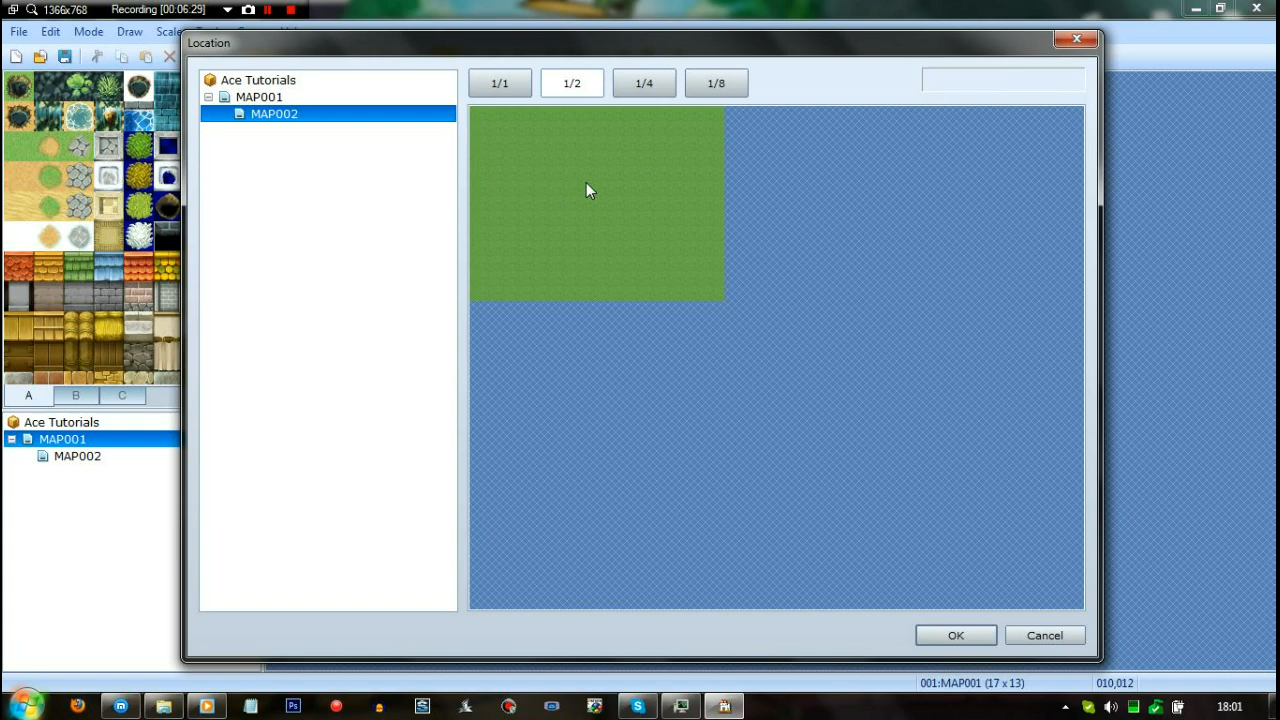 1366x768
Recording [00:06:29]
File Edit Mode Draw Scale
Location
Ace Tutorials
MAP001
MAP002
1/1 1/2 1/4 1/8
A B C
Ace Tutorials
MAP001
MAP002
OK Cancel
001:MAP001 (17 x 13) 010,012
Ps
S
18:01